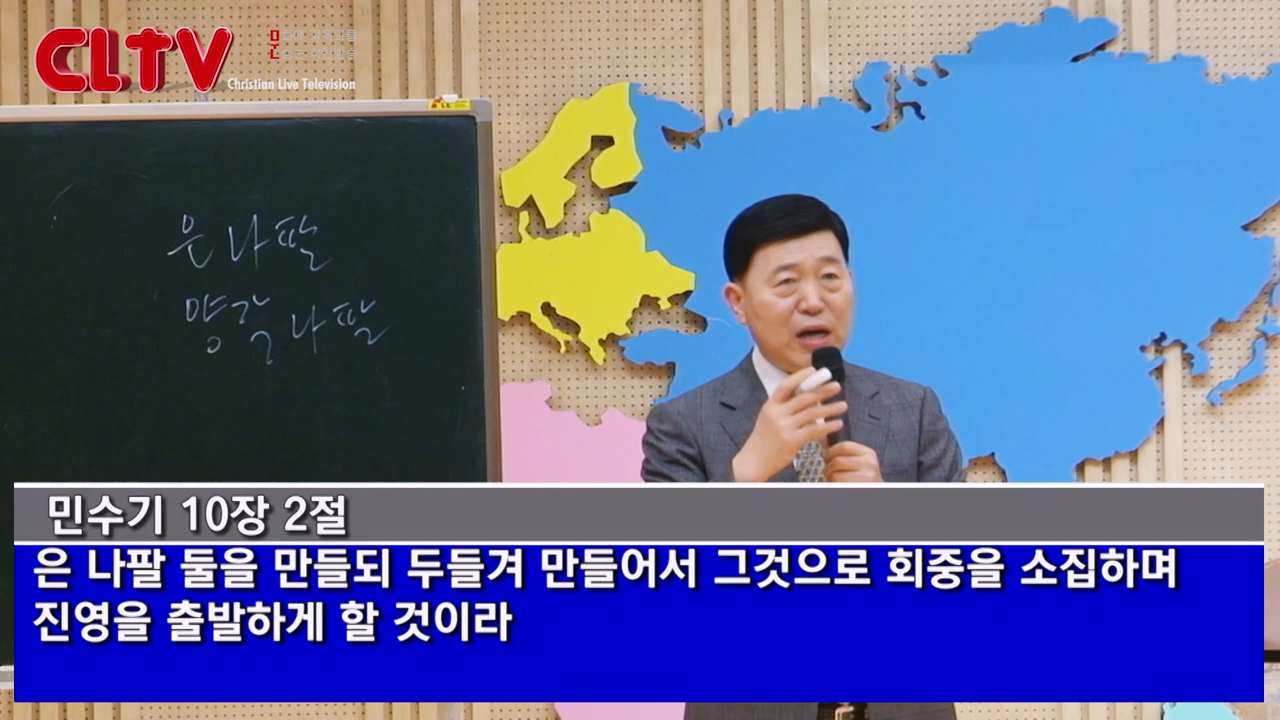 CLTV
Christian Live Television
은나팔
양각나팔
민수기 10장 2절
은 나팔 둘을 만들되 두들겨 만들어서 그것으로 회중을 소집하며
진영을 출발하게 할 것이라